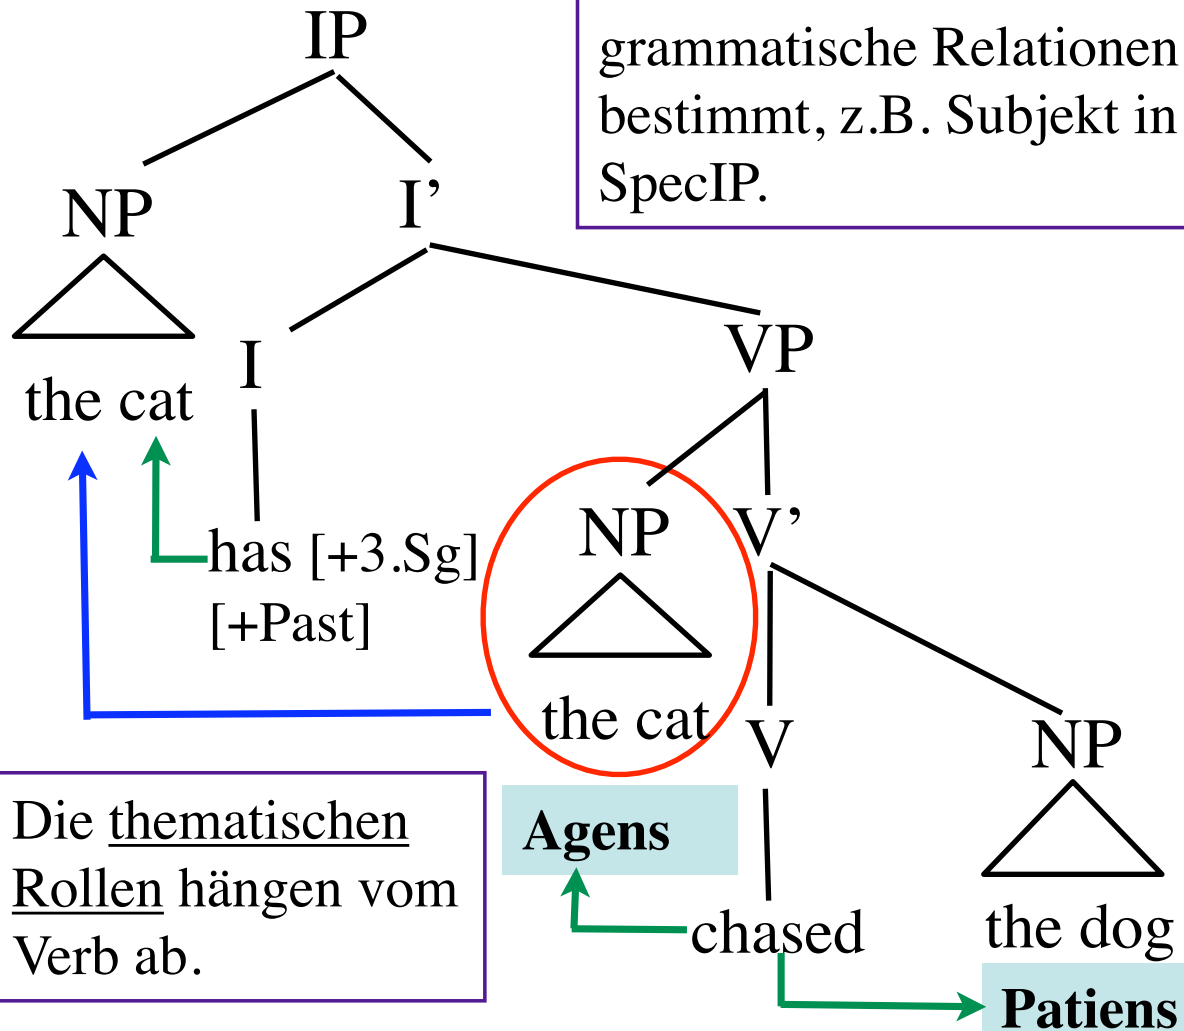 IP
grammatische Relationen
bestimmt, z.B. Subjekt in
SpecIP.
NP
I’
I
VP
the cat
NP
V’
has [+3.Sg]
[+Past]
the cat
V
NP
Die thematischen
Rollen hängen vom
Verb ab.
Agens
chased
the dog
Patiens